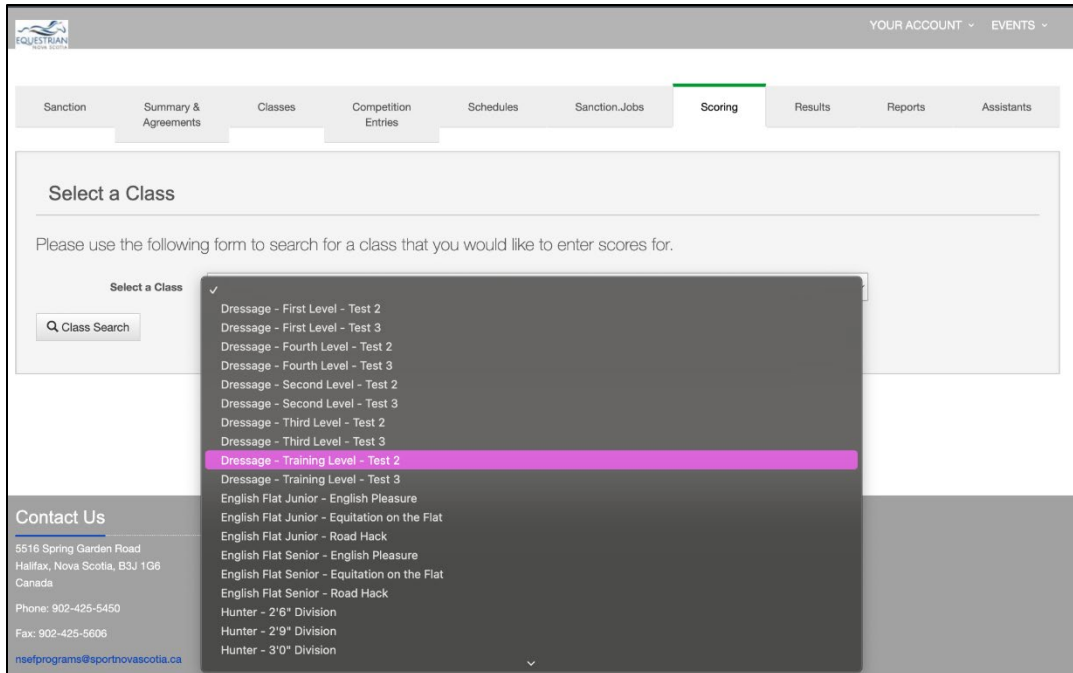 EQUESTRIAN
NOVA SCOTIA
YOUR ACCOUNT
EVENTS
Sanction
Summary &
Agreements
Classes
Competition
Entries
Schedules
Sanction.Jobs
Scoring
Results
Reports
Assistants
Select a Class
Please use the following form to search for a class that you would like to enter scores for.
Select a Class
Class Search
Dressage - First Level - Test 2
Dressage - First Level - Test 3
Dressage - Fourth Level - Test 2
Dressage - Fourth Level - Test 3
Dressage - Second Level - Test 2
Dressage - Second Level - Test 3
Dressage - Third Level - Test 2
Dressage - Third Level - Test 3
Dressage - Training Level - Test 2
Dressage - Training Level - Test 3
English Flat Junior - English Pleasure
English Flat Junior - Equitation on the Flat
English Flat Junior - Road Hack
English Flat Senior - English Pleasure
English Flat Senior - Equitation on the Flat
English Flat Senior - Road Hack
Hunter - 2'6" Division
Hunter - 2'9" Division
Hunter - 3'0" Division
Contact Us
5516 Spring Garden Road
Halifax, Nova Scotia, B3J 1G6
Canada
Phone: 902-425-5450
Fax: 902-425-5606
nsefprograms@sportnovascotia.ca